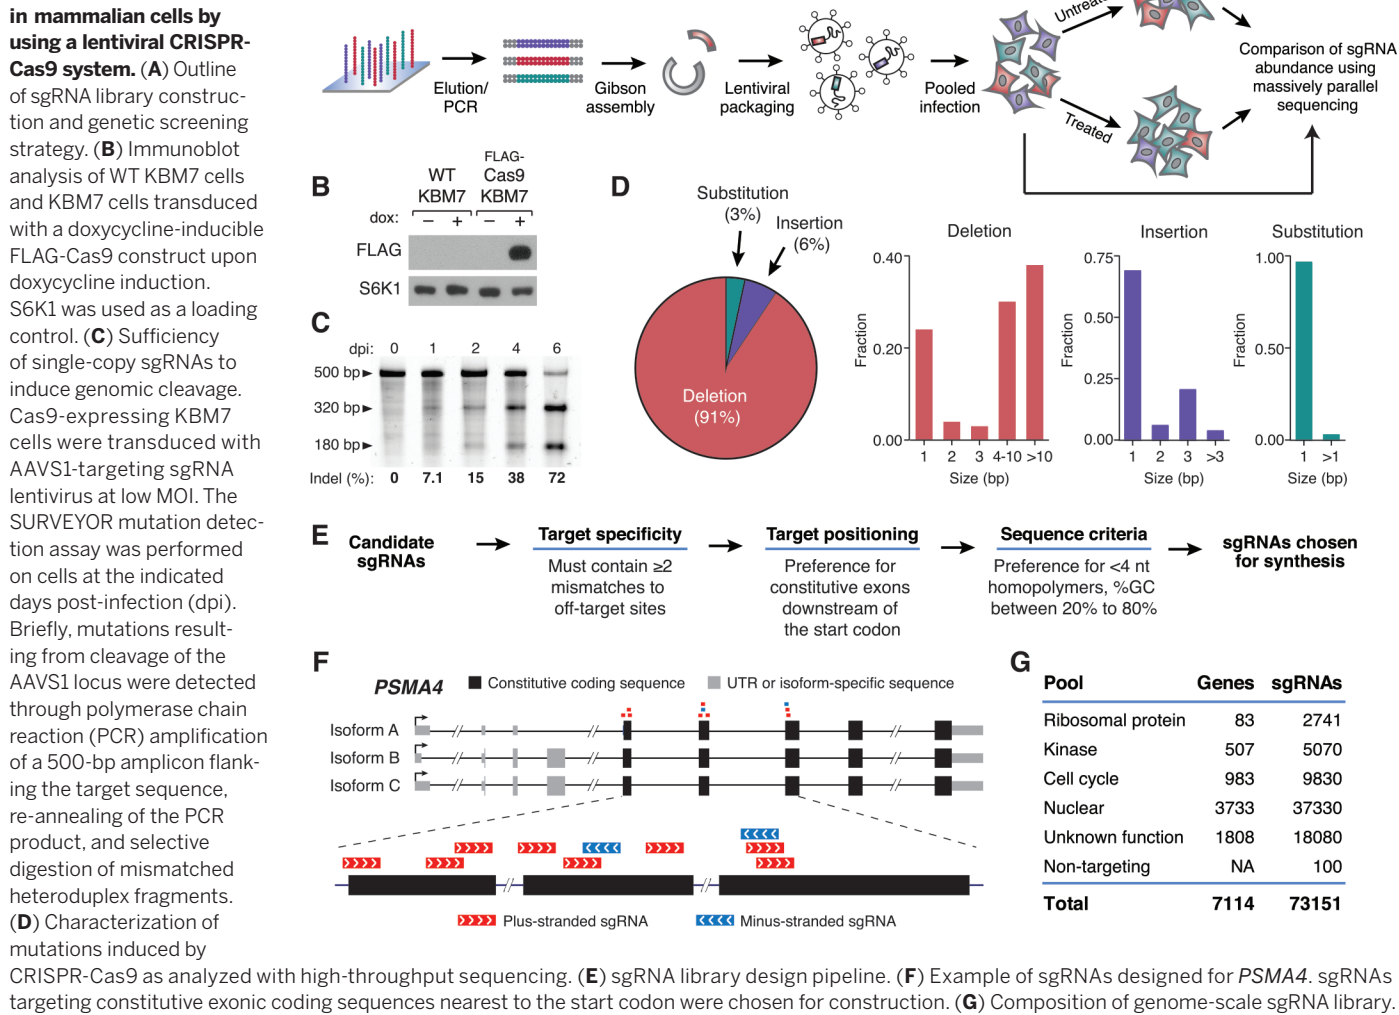 in mammalian cells by
using a lentiviral CRISPR-
Cas9 system. (A) Outline
of sgRNA library construc-
tion and genetic screening
strategy. (B) Immunoblot
analysis of WT KBM7 cells
and KBM7 cells transduced
with a doxycycline-inducible
FLAG-Cas9 construct upon
doxycycline induction.
S6K1 was used as a loading
control. (C) Sufficiency
of single-copy sgRNAs to
induce genomic cleavage.
Cas9-expressing KBM7
cells were transduced with
AAVS1-targeting sgRNA
lentivirus at low MOI. The
SURVEYOR mutation detec-
tion assay was performed
on cells at the indicated
days post-infection (dpi).
Briefly, mutations result-
ing from cleavage of the
AAVS1 locus were detected
through polymerase chain
reaction (PCR) amplification
of a 500-bp amplicon flank-
ing the target sequence,
re-annealing of the PCR
product, and selective
digestion of mismatched
heteroduplex fragments.
(D) Characterization of
mutations induced by
CRISPR-Cas9 as analyzed with high-throughput sequencing. (E) sgRNA library design pipeline. (F) Example of sgRNAs designed for PSMA4. sgRNAs
targeting constitutive exonic coding sequences nearest to the start codon were chosen for construction. (G) Composition of genome-scale sgRNA library.
Elution/
PCR
Gibson
assembly
Lentiviral
packaging
Pooled
infection
Treated
Comparison of sgRNA
abundance using
massively parallel
sequencing
B
WT
KBM7
FLAG-
Cas9
KBM7
dox: – + – +
FLAG
S6K1
C
dpi: 0 1 2 4 6
500 bp
320 bp
180 bp
Indel (%): 0 7.1 15 38 72
D
Substitution
(3%)
Insertion
(6%)
Deletion
(91%)
Deletion
Fraction
0.40
0.20
0.00
1 2 3 4-10 >10
Size (bp)
Insertion
Fraction
0.75
0.50
0.25
0.00
1 2 3 >3
Size (bp)
Substitution
Fraction
1.00
0.50
0.00
1 >1
Size (bp)
E
Candidate
sgRNAs
Target specificity
Must contain ≥2
mismatches to
off-target sites
Target positioning
Preference for
constitutive exons
downstream of
the start codon
Sequence criteria
Preference for <4 nt
homopolymers, %GC
between 20% to 80%
sgRNAs chosen
for synthesis
F
PSMA4
Constitutive coding sequence
UTR or isoform-specific sequence
Isoform A
Isoform B
Isoform C
Plus-stranded sgRNA
Minus-stranded sgRNA
G
Pool Genes sgRNAs
Ribosomal protein 83 2741
Kinase 507 5070
Cell cycle 983 9830
Nuclear 3733 37330
Unknown function 1808 18080
Non-targeting NA 100
Total 7114 73151